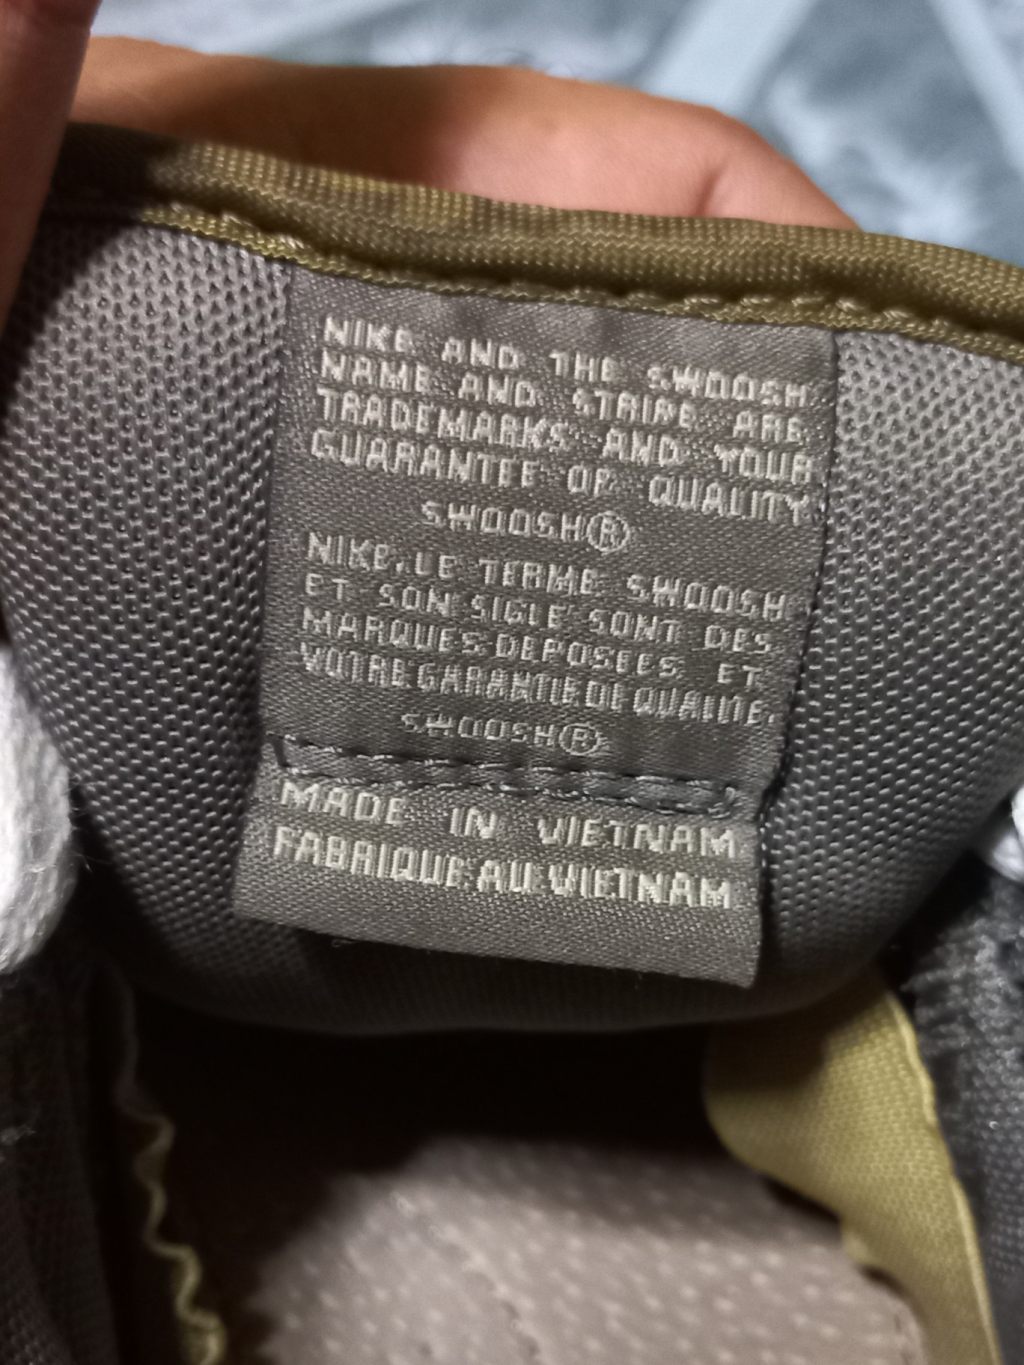 NIKE AND THE SWOOSH
NAME AND STRIPE ARE
TRADEMARKS AND YOUR
GUARANTEE OF QUALITY
SWOOSH®
NIKE, LE TERME SWOOSH
ET SON SIGLE SONT DES
MARQUES DEPOSEES ET
VOTRE GARANTIE DE QUALITE.
SWOOSH®
MADE IN VIETNAM
FABRIQUE AU VIETNAM